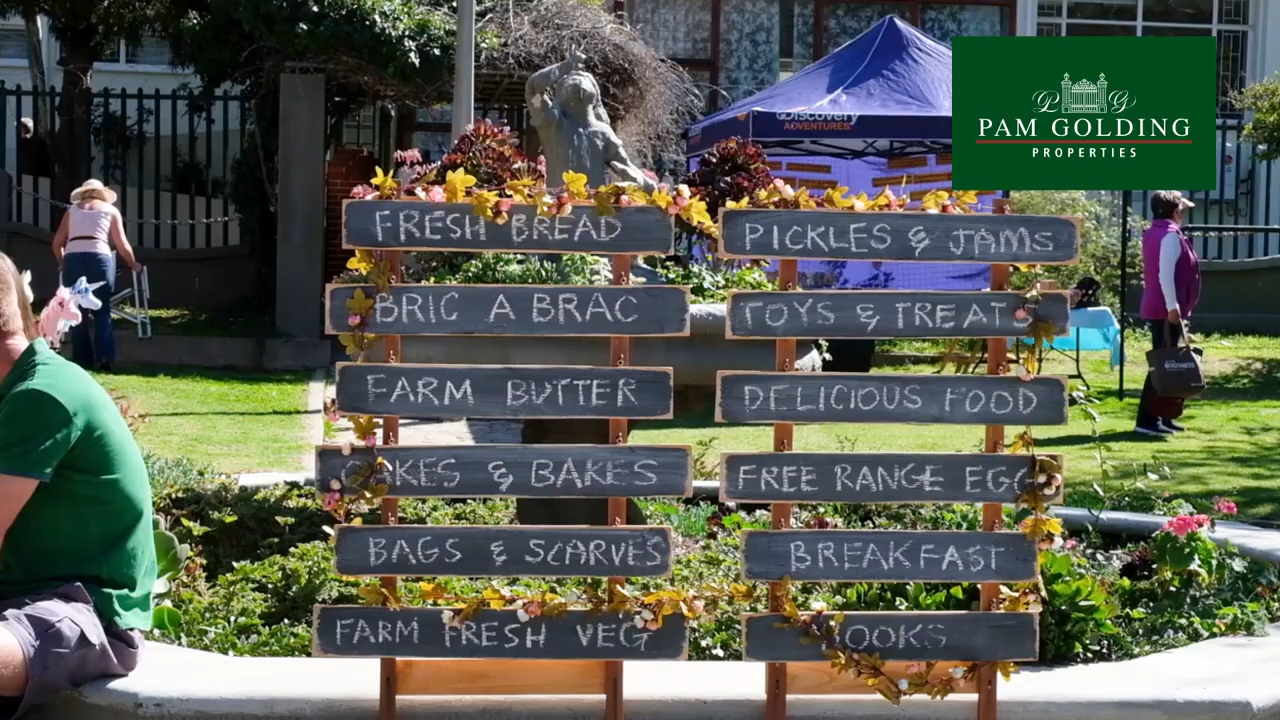 Discovery
ADVENTURES
P G
PAM GOLDING
PROPERTIES
FRESH BREAD
BRIC A BRAC
FARM BUTTER
CAKES & BAKES
BAGS & SCARVES
FARM FRESH VEG
PICKLES & JAMS
TOYS & TREATS
DELICIOUS FOOD
FREE RANGE EGG
BREAKFAST
OOKS